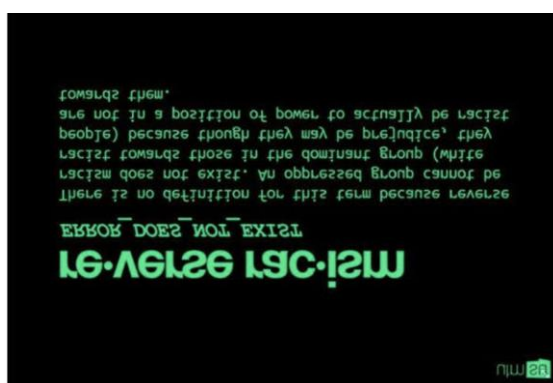 re·verse rac·ism
ERROR_DOES_NOT_EXIST
There is no definition for this term because reverse
racism does not exist. An oppressed group cannot be
racist towards those in the dominant group (white
people) because though they may be prejudice, they
are not in a position of power to actually be racist
towards them.
ulmsu